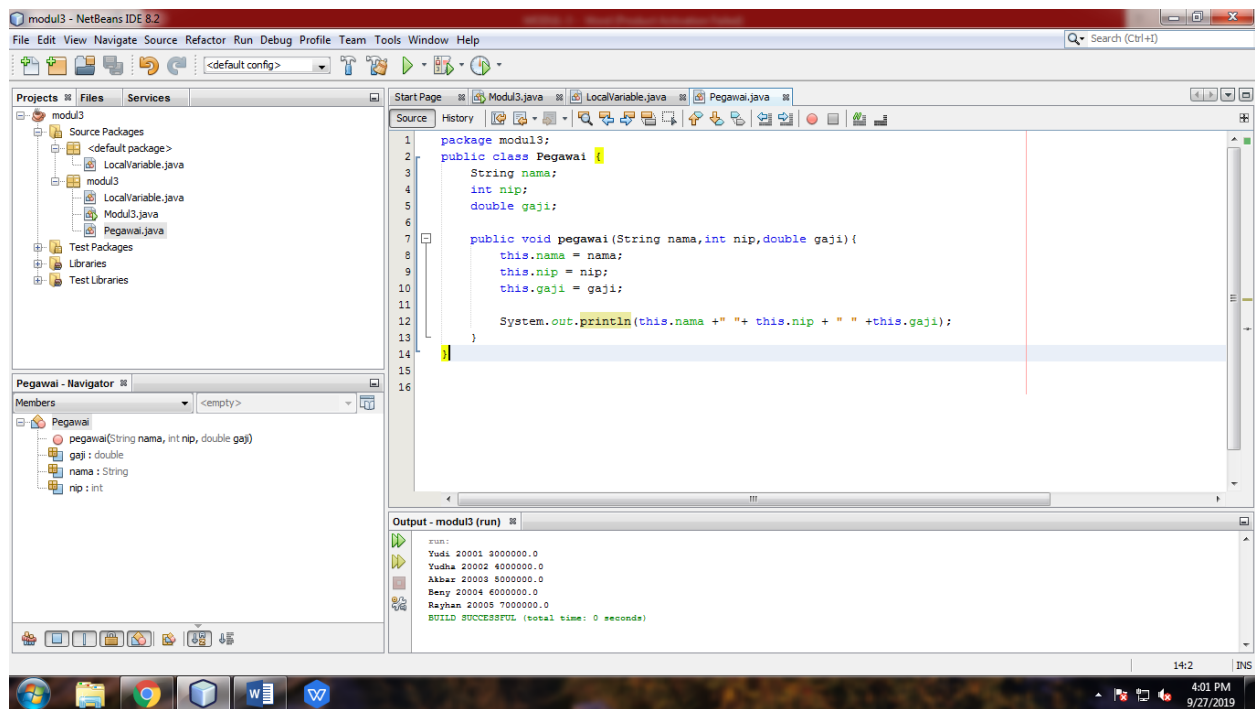 modul3 - NetBeans IDE 8.2
File Edit View Navigate Source Refactor Run Debug Profile Team Tools Window Help
Search (Ctrl+I)
<default config>
Projects Files Services
modul3
Source Packages
<default package>
LocalVariable.java
modul3
LocalVariable.java
Modul3.java
Pegawai.java
Test Packages
Libraries
Test Libraries
Start Page Modul3.java LocalVariable.java Pegawai.java
Source History
1 package modul3;
2 public class Pegawai {
3 String nama;
4 int nip;
5 double gaji;
6
7 public void pegawai(String nama,int nip,double gaji){
8 this.nama = nama;
9 this.nip = nip;
10 this.gaji = gaji;
11
12 System.out.println(this.nama +" "+ this.nip + " " +this.gaji);
13 }
14 }
15
16
Pegawai - Navigator
Members <empty>
Pegawai
pegawai(String nama, int nip, double gaji)
gaji : double
nama : String
nip : int
Output - modul3 (run)
run:
Yudi 20001 3000000.0
Yudha 20002 4000000.0
Akbar 20003 5000000.0
Beny 20004 6000000.0
Rayhan 20005 7000000.0
BUILD SUCCESSFUL (total time: 0 seconds)
14:2 INS
4:01 PM
9/27/2019